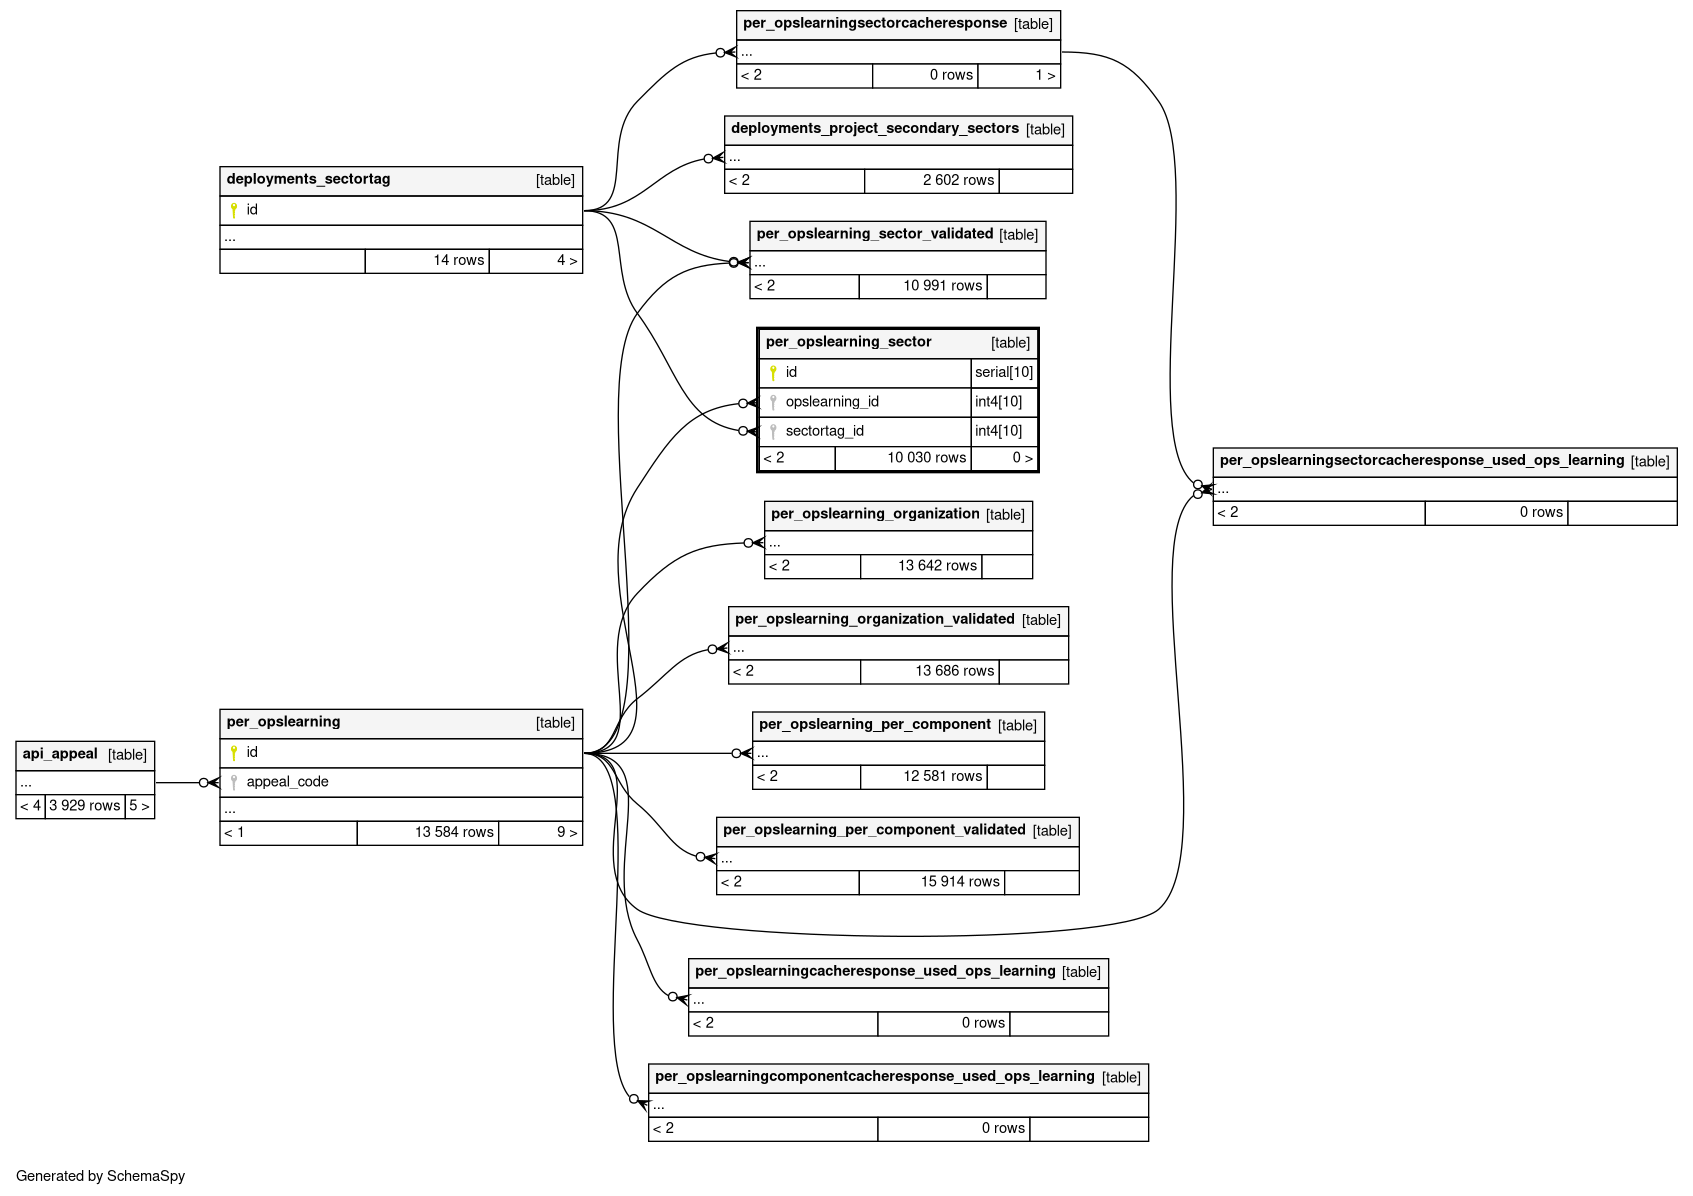 per_opslearningsectorcacheresponse [table]
...
< 2 0 rows 1 >
deployments_project_secondary_sectors [table]
...
< 2 2 602 rows
deployments_sectortag [table]
id
...
14 rows 4 >
per_opslearning_sector_validated [table]
...
< 2 10 991 rows
per_opslearning_sector [table]
id serial[10]
opslearning_id int4[10]
sectortag_id int4[10]
< 2 10 030 rows 0 >
per_opslearningsectorcacheresponse_used_ops_learning [table]
...
< 2 0 rows
per_opslearning_organization [table]
...
< 2 13 642 rows
per_opslearning_organization_validated [table]
...
< 2 13 686 rows
per_opslearning [table]
id
appeal_code
...
< 1 13 584 rows 9 >
api_appeal [table]
...
< 4 3 929 rows 5 >
per_opslearning_per_component [table]
...
< 2 12 581 rows
per_opslearning_per_component_validated [table]
...
< 2 15 914 rows
per_opslearningcacheresponse_used_ops_learning [table]
...
< 2 0 rows
per_opslearningcomponentcacheresponse_used_ops_learning [table]
...
< 2 0 rows
Generated by SchemaSpy